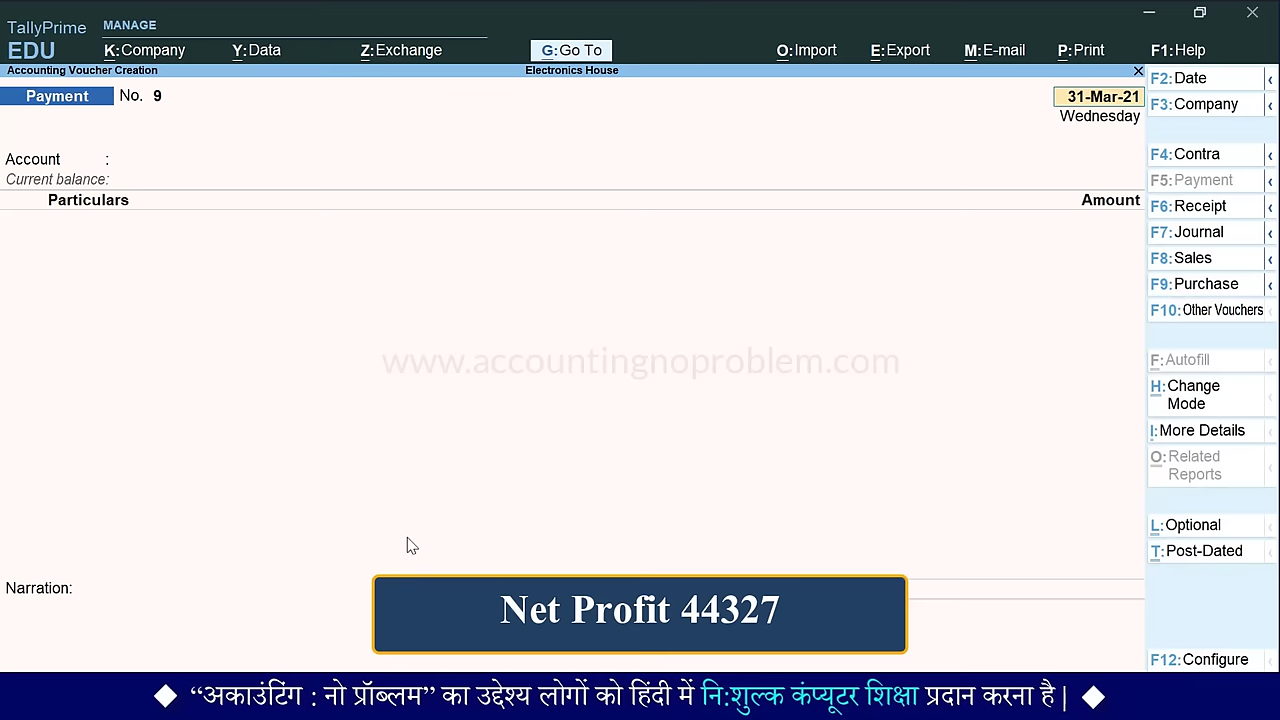 TallyPrime
EDU
MANAGE
K:Company Y:Data Z:Exchange G:Go To O:Import E:Export M:E-mail P:Print F1:Help
Accounting Voucher Creation Electronics House
Payment No. 9 31-Mar-21
Wednesday
Account :
Current balance:
Particulars Amount
www.accountingnoproblem.com
Narration:
Net Profit 44327
F2:Date
F3:Company
F4:Contra
F5:Payment
F6:Receipt
F7:Journal
F8:Sales
F9:Purchase
F10:Other Vouchers
F:Autofill
H:Change
Mode
I:More Details
O:Related
Reports
L:Optional
T:Post-Dated
F12:Configure
“अकाउंटिंग : नो प्रॉब्लम” का उद्देश्य लोगों को हिंदी में नि:शुल्क कंप्यूटर शिक्षा प्रदान करना है|